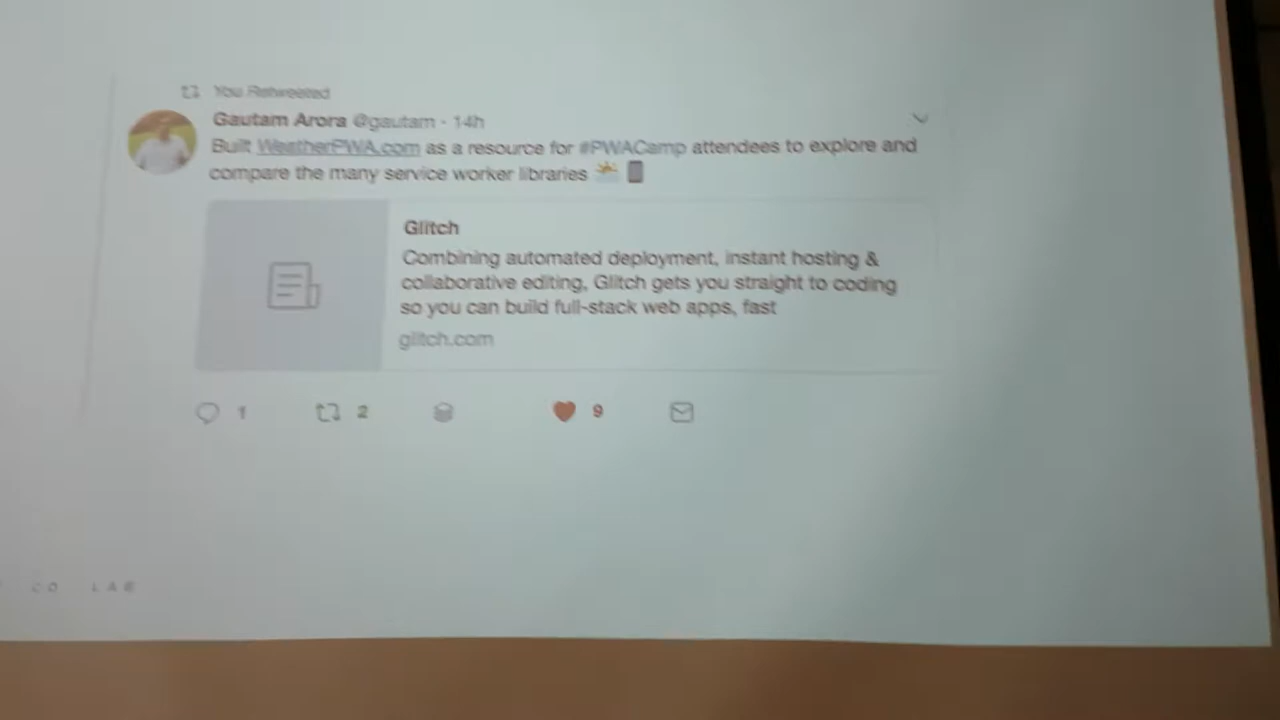 You Retweeted
Gautam Arora @gautam · 14h
Built WeatherPWA.com as a resource for #PWACamp attendees to explore and
compare the many service worker libraries
Glitch
Combining automated deployment, instant hosting &
collaborative editing, Glitch gets you straight to coding
so you can build full-stack web apps, fast
glitch.com
1 2 9
CO LAB